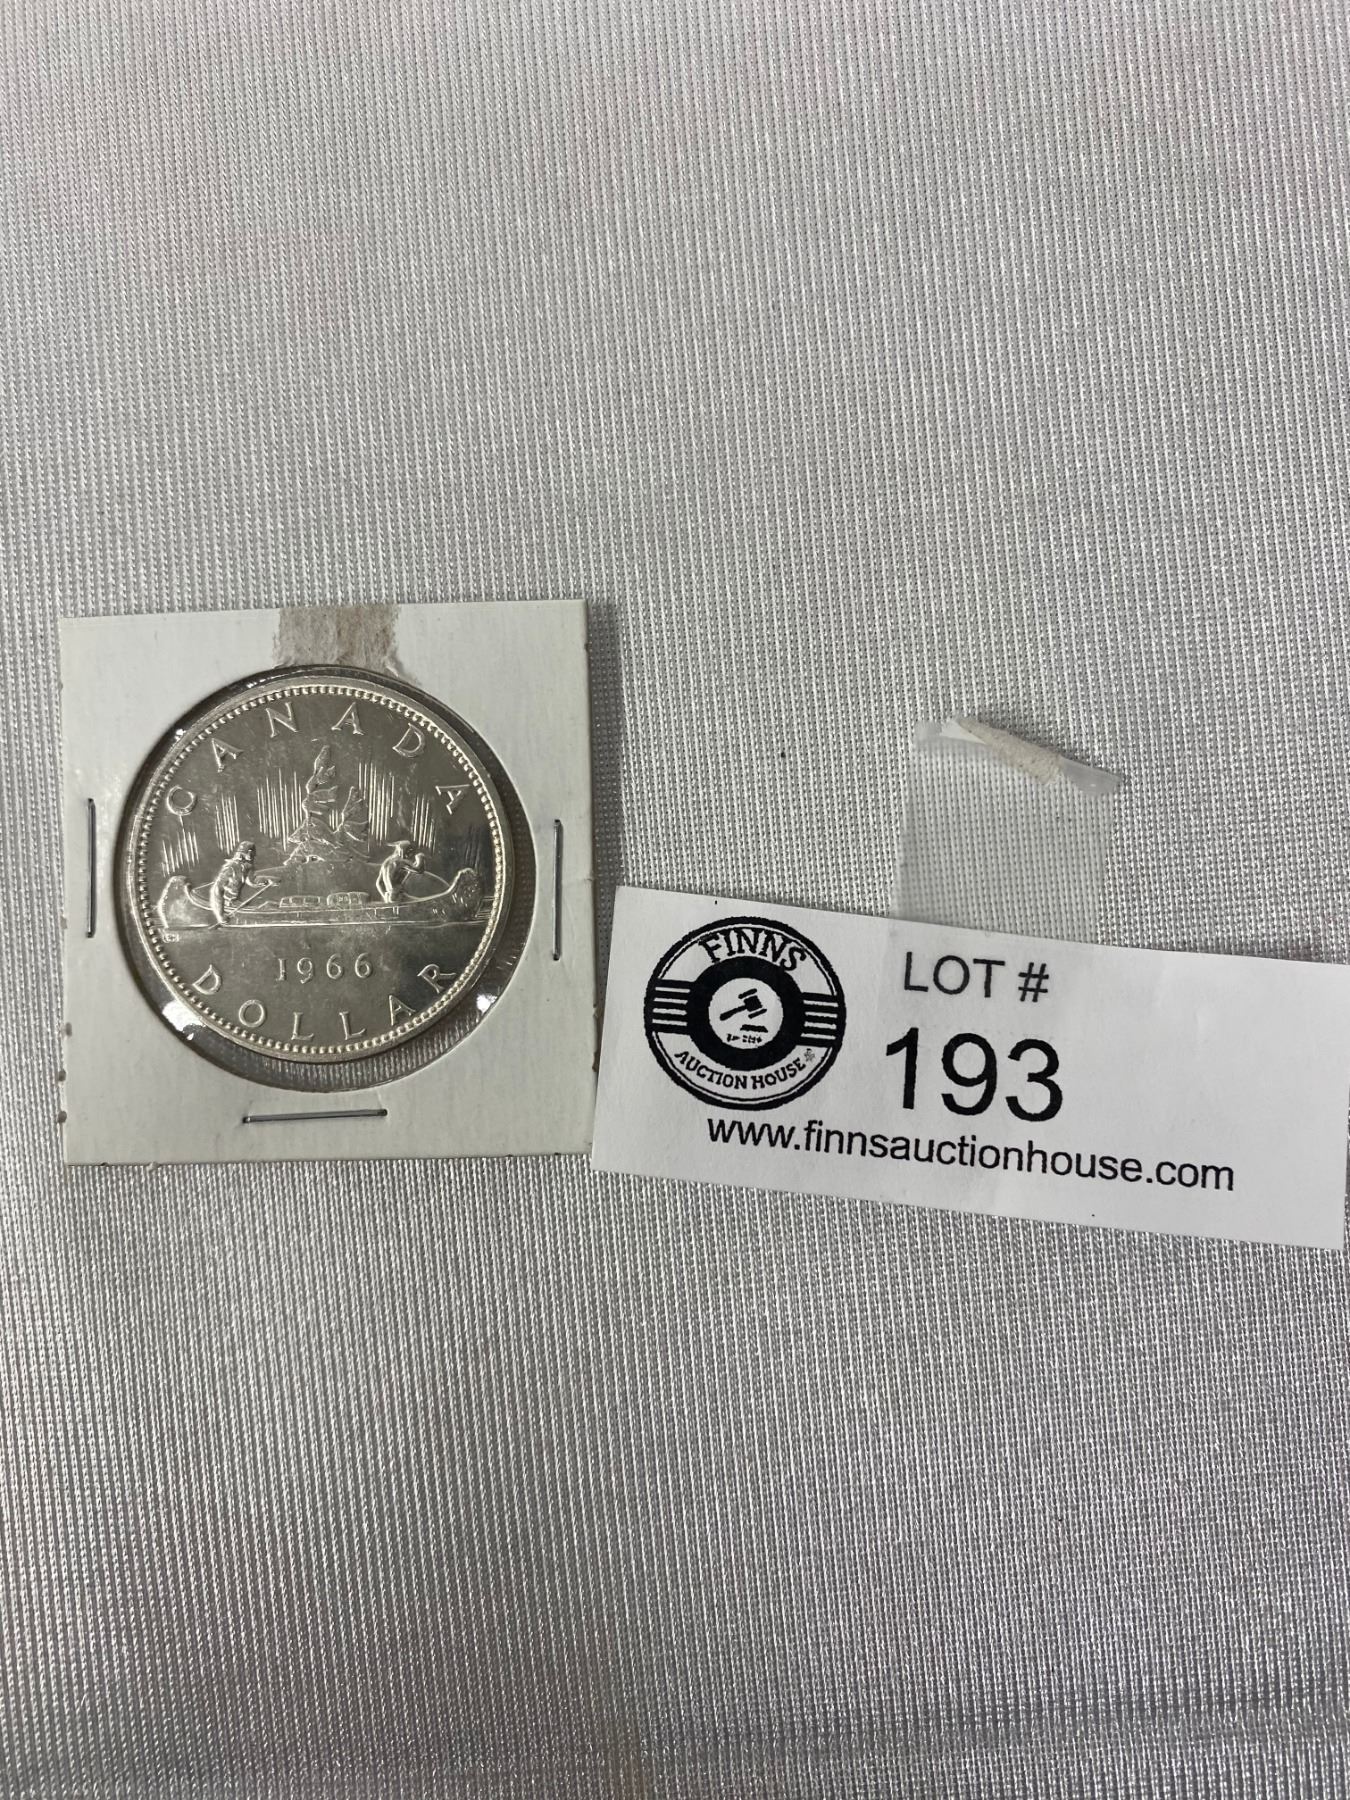 CANADA
1966
DOLLAR
FINNS
AUCTION HOUSE
LOT #
193
www.finnsauctionhouse.com